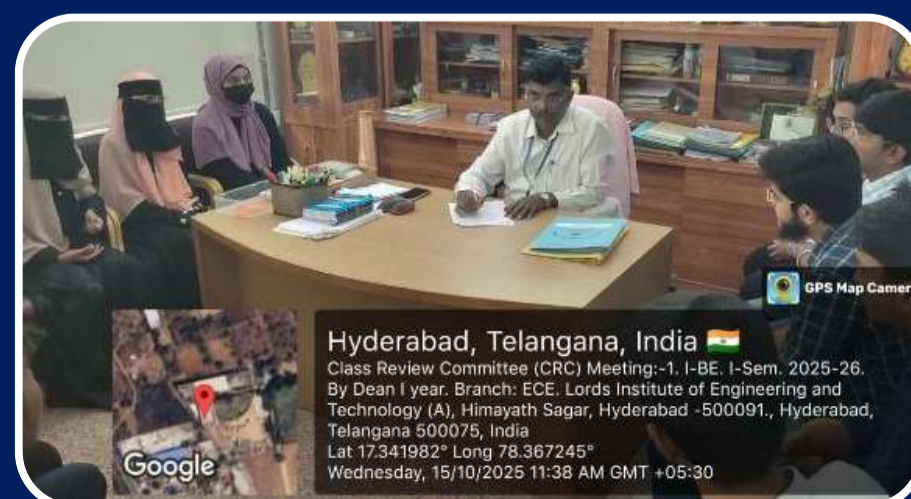 GPS Map Camer
Hyderabad, Telangana, India
Class Review Committee (CRC) Meeting:-1. I-BE. I-Sem. 2025-26.
By Dean I year. Branch: ECE. Lords Institute of Engineering and
Technology (A), Himayath Sagar, Hyderabad -500091., Hyderabad,
Telangana 500075, India
Lat 17.341982° Long 78.367245°
Wednesday, 15/10/2025 11:38 AM GMT +05:30
Google